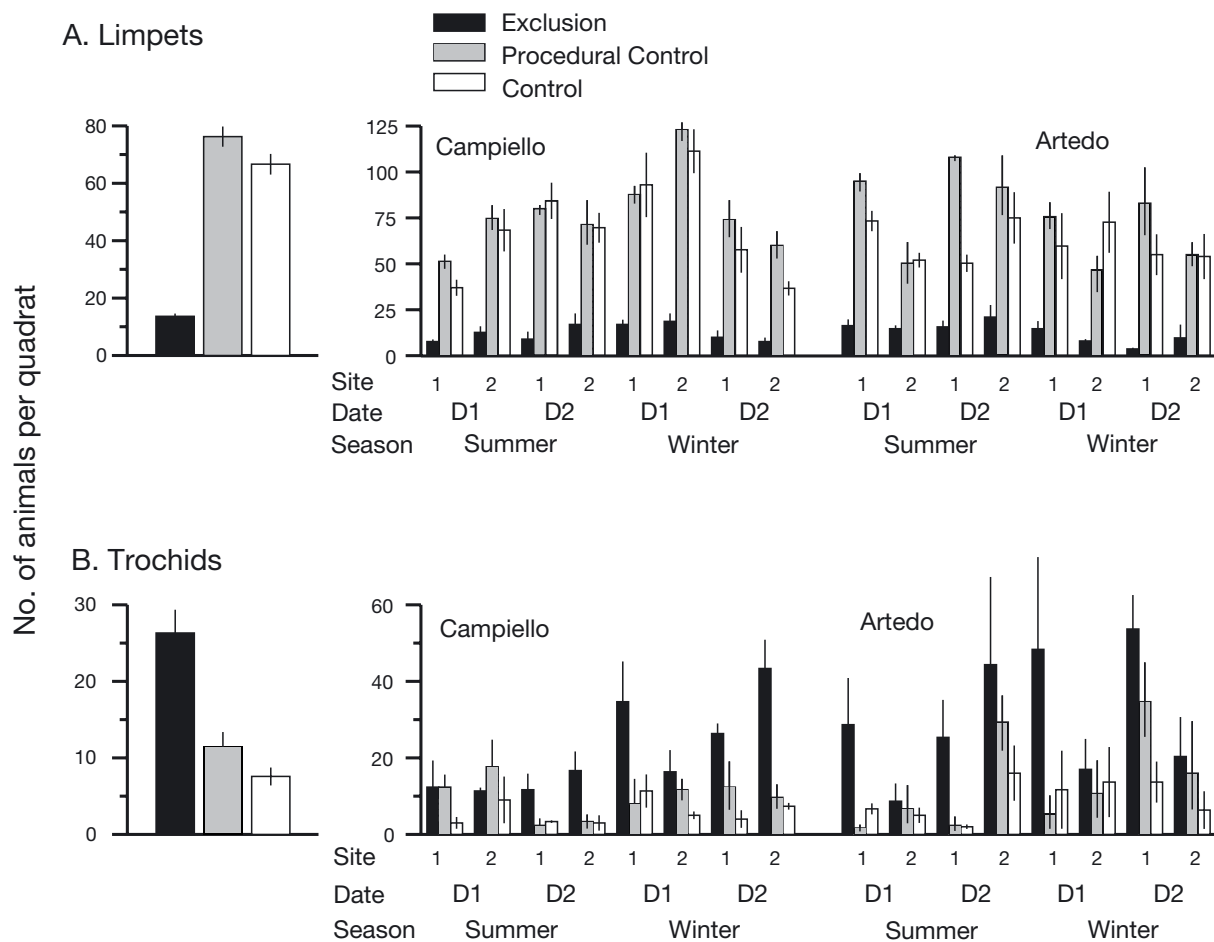 A. Limpets
Exclusion
Procedural Control
Control
No. of animals per quadrat
80
60
40
20
0
125
100
75
50
25
0
Campiello
Artedo
Site 1 2 1 2 1 2 1 2 1 2 1 2 1 2 1 2
Date D1 D2 D1 D2 D1 D2 D1 D2
Season Summer Winter Summer Winter
B. Trochids
30
20
10
0
60
40
20
0
Campiello
Artedo
Site 1 2 1 2 1 2 1 2 1 2 1 2 1 2 1 2
Date D1 D2 D1 D2 D1 D2 D1 D2
Season Summer Winter Summer Winter